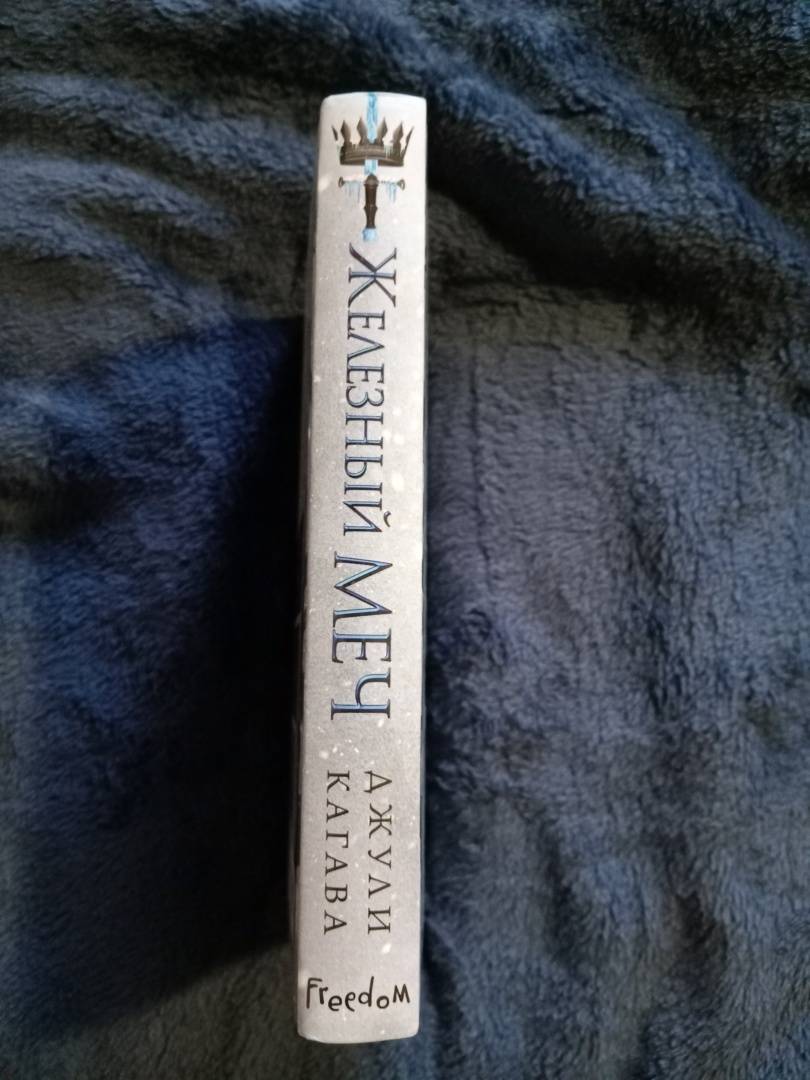 Железный меч
Джули
Кагава
Freedom